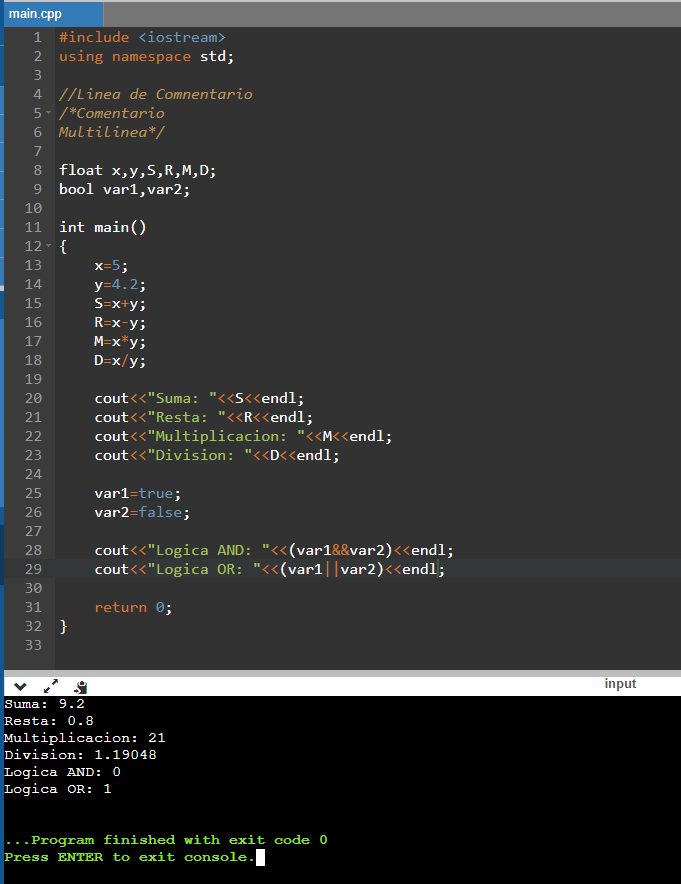 main.cpp
1 #include <iostream>
2 using namespace std;
3
4 //Linea de Comnentario
5 /*Comentario
6 Multilinea*/
7
8 float x,y,S,R,M,D;
9 bool var1,var2;
10
11 int main()
12 {
13     x=5;
14     y=4.2;
15     S=x+y;
16     R=x-y;
17     M=x*y;
18     D=x/y;
19
20     cout<<"Suma: "<<S<<endl;
21     cout<<"Resta: "<<R<<endl;
22     cout<<"Multiplicacion: "<<M<<endl;
23     cout<<"Division: "<<D<<endl;
24
25     var1=true;
26     var2=false;
27
28     cout<<"Logica AND: "<<(var1&&var2)<<endl;
29     cout<<"Logica OR: "<<(var1||var2)<<endl;
30
31     return 0;
32 }
33
input
Suma: 9.2
Resta: 0.8
Multiplicacion: 21
Division: 1.19048
Logica AND: 0
Logica OR: 1
...Program finished with exit code 0
Press ENTER to exit console.